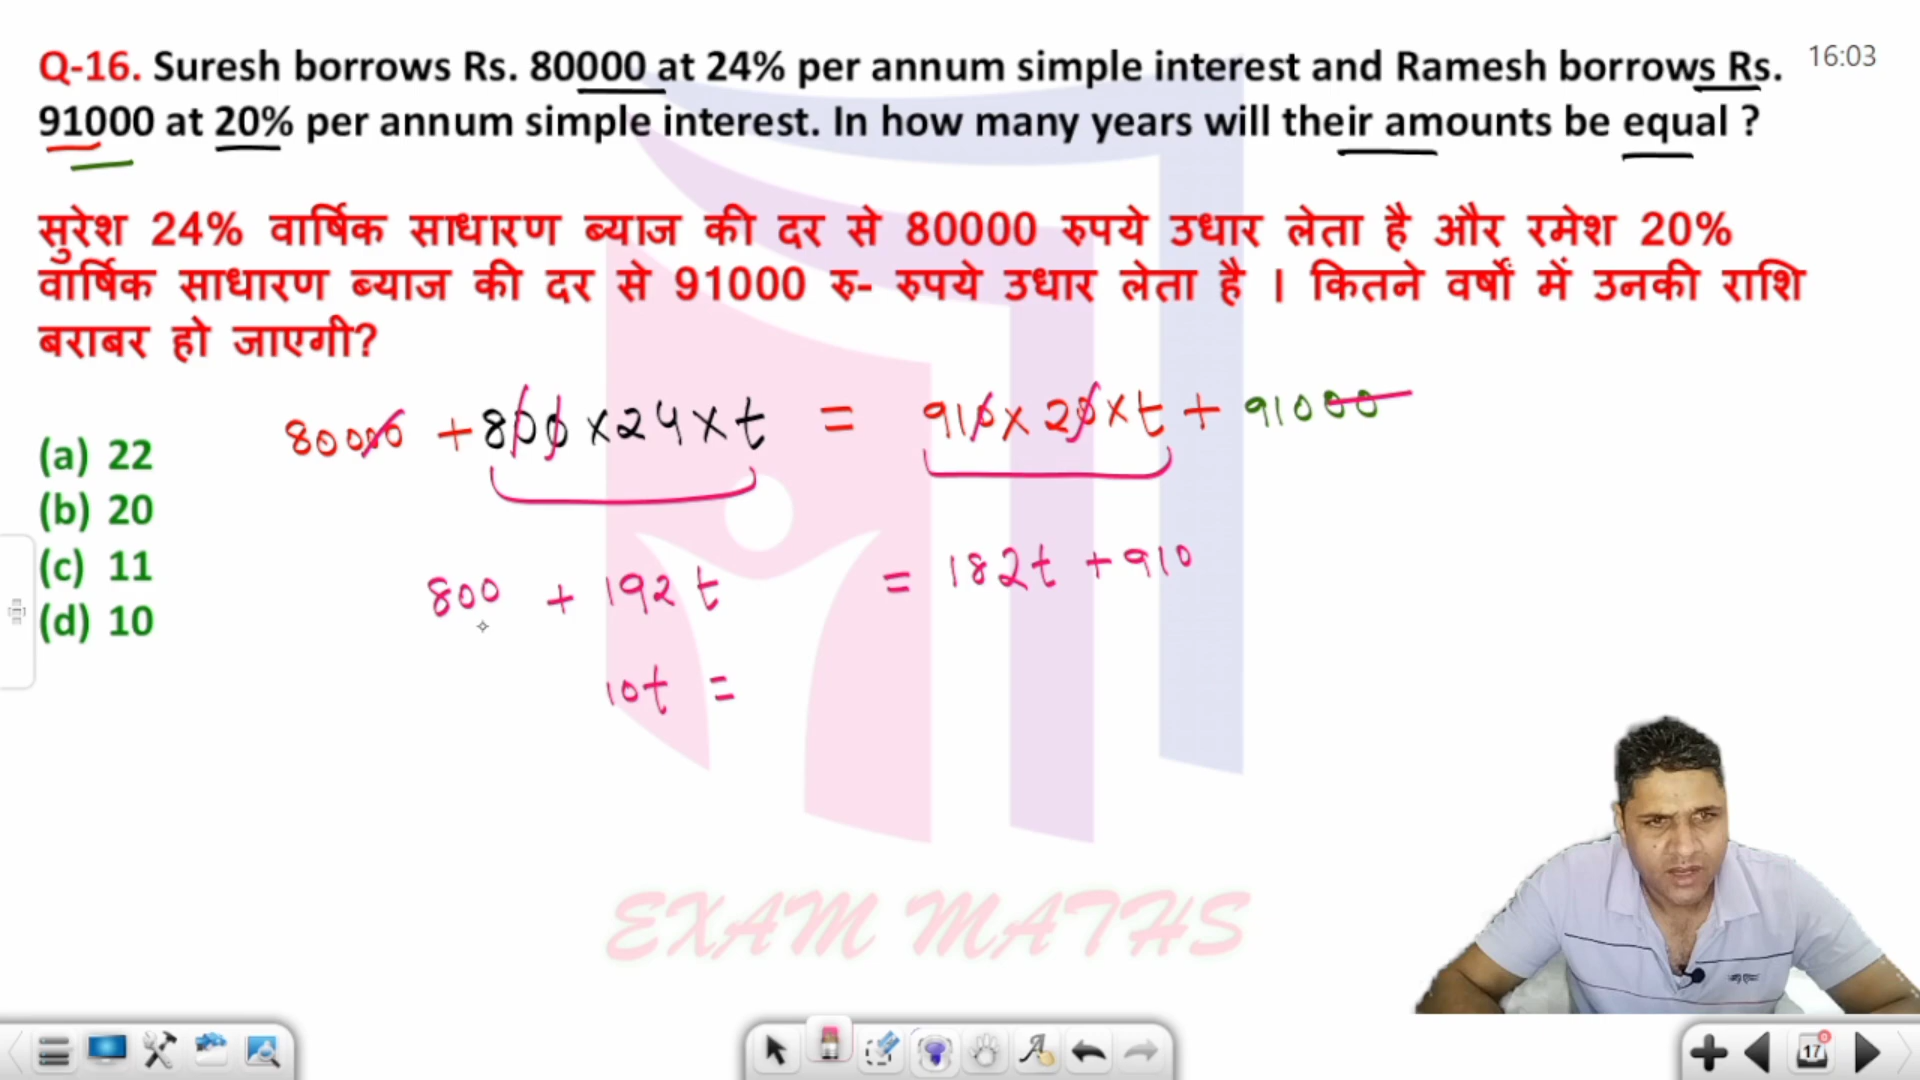 Q-16. Suresh borrows Rs. 80000 at 24% per annum simple interest and Ramesh borrows Rs.
91000 at 20% per annum simple interest. In how many years will their amounts be equal ?
16:03
सुरेश 24% वार्षिक साधारण ब्याज की दर से 80000 रुपये उधार लेता है और रमेश 20%
वार्षिक साधारण ब्याज की दर से 91000 रु- रुपये उधार लेता है । कितने वर्षों में उनकी राशि
बराबर हो जाएगी?
80000 + 800 × 24 × t = 910 × 20 × t + 91000
(a) 22
(b) 20
(c) 11
(d) 10
800 + 192 t = 182t + 910
10t =
EXAM MATHS
17